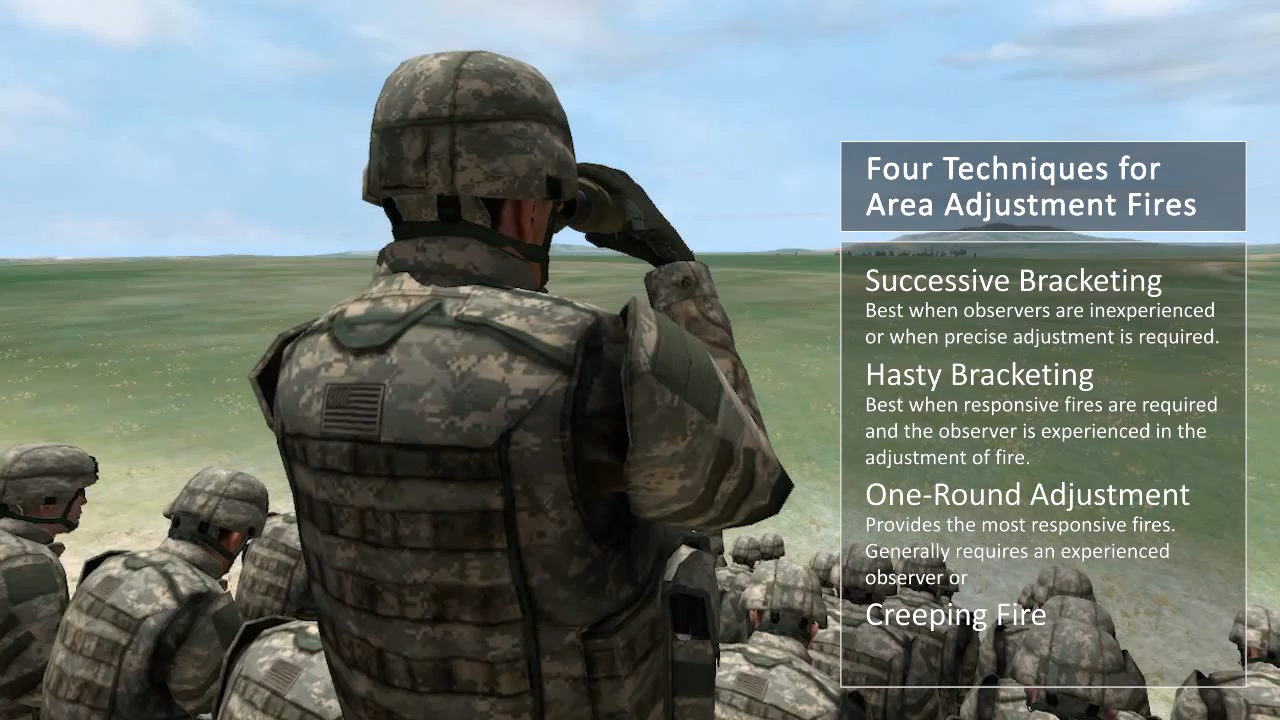 Four Techniques for
Area Adjustment Fires
Successive Bracketing
Best when observers are inexperienced
or when precise adjustment is required.
Hasty Bracketing
Best when responsive fires are required
and the observer is experienced in the
adjustment of fire.
One-Round Adjustment
Provides the most responsive fires.
Generally requires an experienced
observer or
Creeping Fire